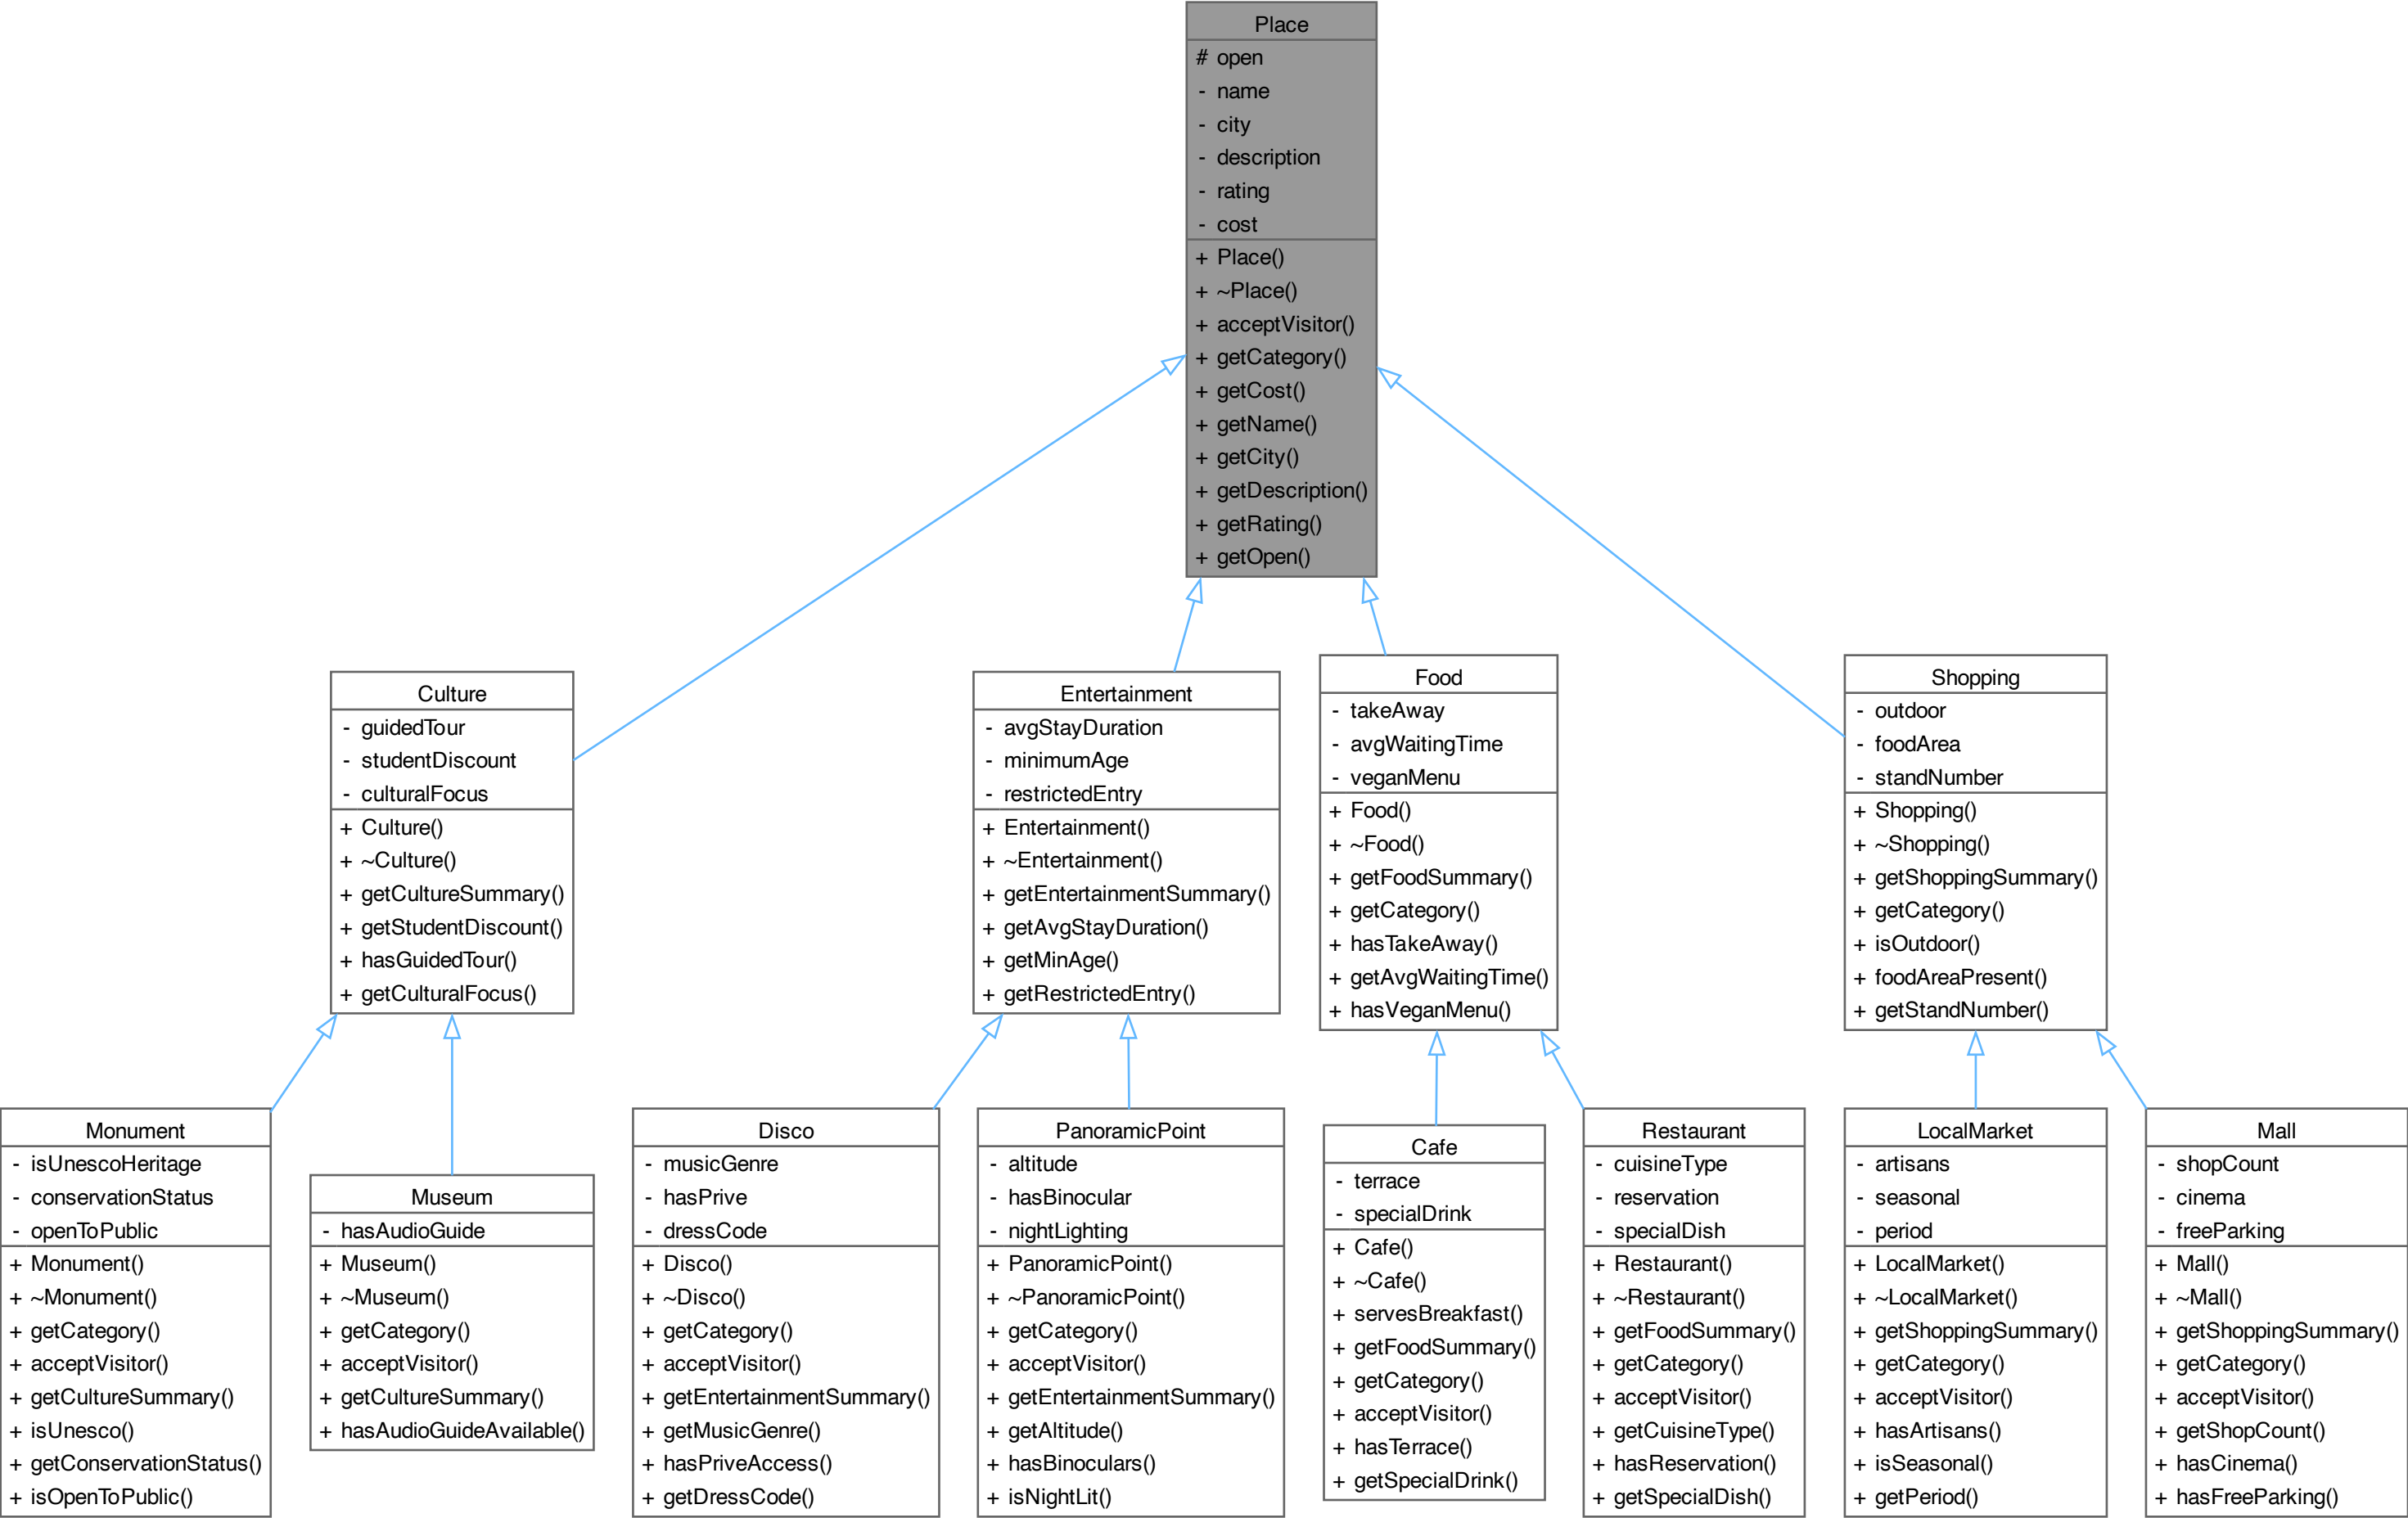 Place
# open
- name
- city
- description
- rating
- cost
+ Place()
+ ~Place()
+ acceptVisitor()
+ getCategory()
+ getCost()
+ getName()
+ getCity()
+ getDescription()
+ getRating()
+ getOpen()
Culture
- guidedTour
- studentDiscount
- culturalFocus
+ Culture()
+ ~Culture()
+ getCultureSummary()
+ getStudentDiscount()
+ hasGuidedTour()
+ getCulturalFocus()
Entertainment
- avgStayDuration
- minimumAge
- restrictedEntry
+ Entertainment()
+ ~Entertainment()
+ getEntertainmentSummary()
+ getAvgStayDuration()
+ getMinAge()
+ getRestrictedEntry()
Food
- takeAway
- avgWaitingTime
- veganMenu
+ Food()
+ ~Food()
+ getFoodSummary()
+ getCategory()
+ hasTakeAway()
+ getAvgWaitingTime()
+ hasVeganMenu()
Shopping
- outdoor
- foodArea
- standNumber
+ Shopping()
+ ~Shopping()
+ getShoppingSummary()
+ getCategory()
+ isOutdoor()
+ foodAreaPresent()
+ getStandNumber()
Monument
- isUnescoHeritage
- conservationStatus
- openToPublic
+ Monument()
+ ~Monument()
+ getCategory()
+ acceptVisitor()
+ getCultureSummary()
+ isUnesco()
+ getConservationStatus()
+ isOpenToPublic()
Museum
- hasAudioGuide
+ Museum()
+ ~Museum()
+ getCategory()
+ acceptVisitor()
+ getCultureSummary()
+ hasAudioGuideAvailable()
Disco
- musicGenre
- hasPrive
- dressCode
+ Disco()
+ ~Disco()
+ getCategory()
+ acceptVisitor()
+ getEntertainmentSummary()
+ getMusicGenre()
+ hasPriveAccess()
+ getDressCode()
PanoramicPoint
- altitude
- hasBinocular
- nightLighting
+ PanoramicPoint()
+ ~PanoramicPoint()
+ getCategory()
+ acceptVisitor()
+ getEntertainmentSummary()
+ getAltitude()
+ hasBinoculars()
+ isNightLit()
Cafe
- terrace
- specialDrink
+ Cafe()
+ ~Cafe()
+ servesBreakfast()
+ getFoodSummary()
+ getCategory()
+ acceptVisitor()
+ hasTerrace()
+ getSpecialDrink()
Restaurant
- cuisineType
- reservation
- specialDish
+ Restaurant()
+ ~Restaurant()
+ getFoodSummary()
+ getCategory()
+ acceptVisitor()
+ getCuisineType()
+ hasReservation()
+ getSpecialDish()
LocalMarket
- artisans
- seasonal
- period
+ LocalMarket()
+ ~LocalMarket()
+ getShoppingSummary()
+ getCategory()
+ acceptVisitor()
+ hasArtisans()
+ isSeasonal()
+ getPeriod()
Mall
- shopCount
- cinema
- freeParking
+ Mall()
+ ~Mall()
+ getShoppingSummary()
+ getCategory()
+ acceptVisitor()
+ getShopCount()
+ hasCinema()
+ hasFreeParking()